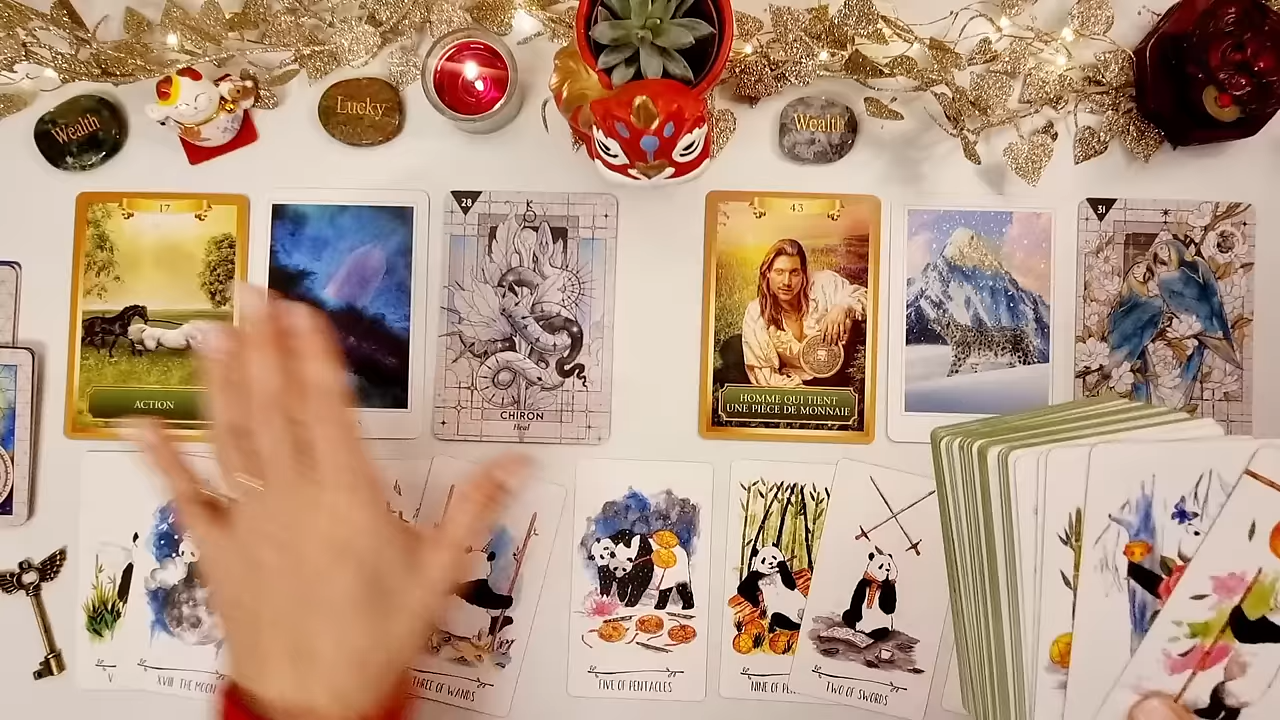 Wealth
Lucky
Wealth
17
28
43
31
ACTION
CHIRON
Heal
HOMME QUI TIENT
UNE PIÈCE DE MONNAIE
V
XVIII THE MOON
THREE OF WANDS
FIVE OF PENTACLES
NINE OF
TWO OF SWORDS